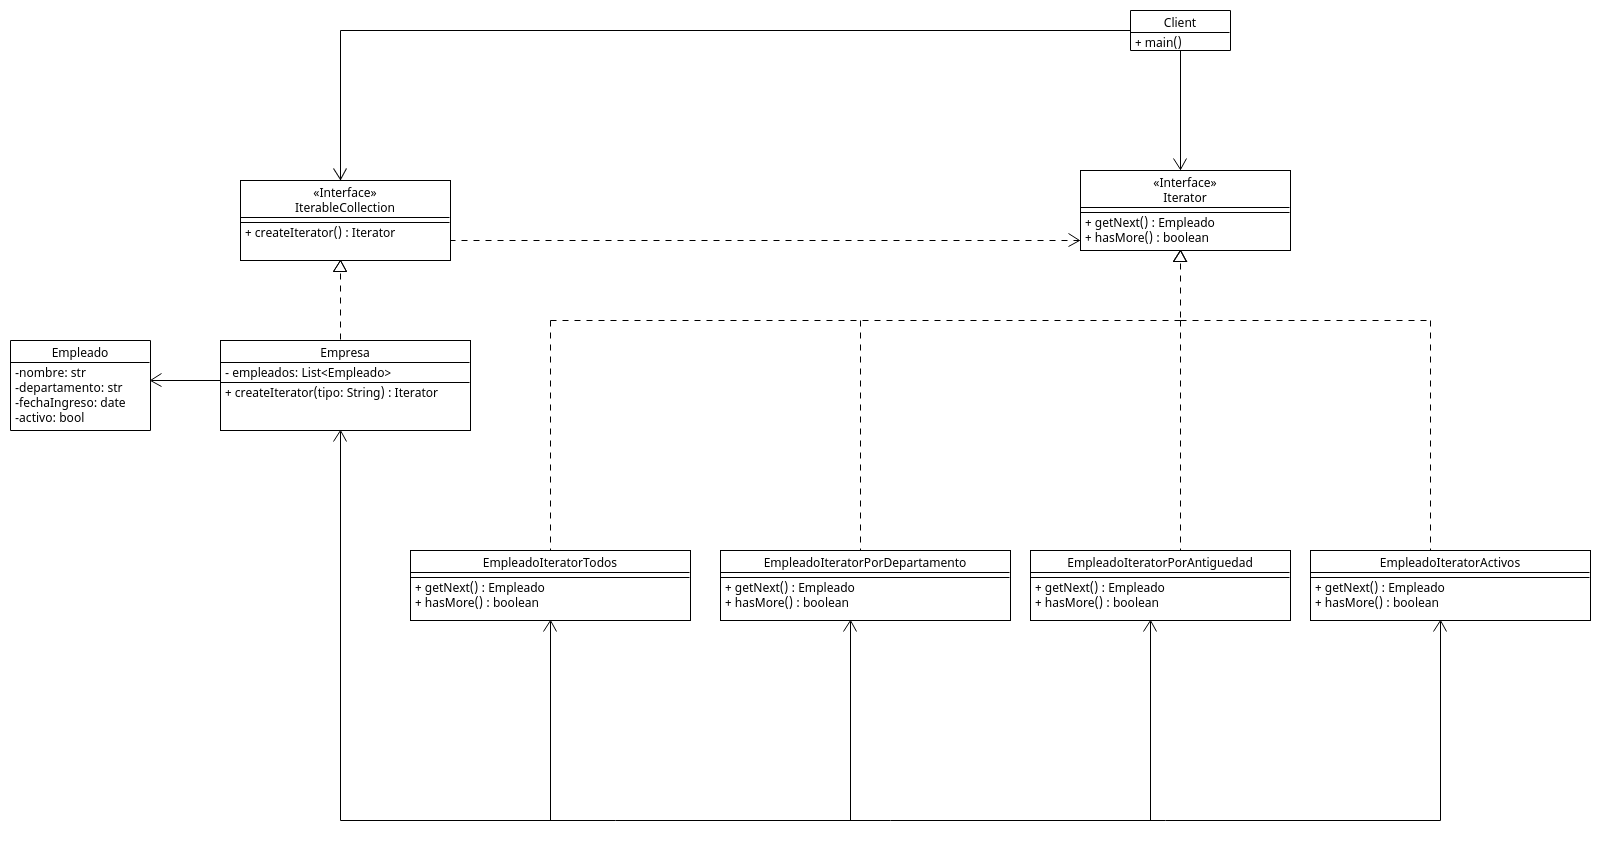 Client
+ main()
«Interface»
IterableCollection
+ createIterator() : Iterator
«Interface»
Iterator
+ getNext() : Empleado
+ hasMore() : boolean
Empleado
-nombre: str
-departamento: str
-fechaIngreso: date
-activo: bool
Empresa
- empleados: List<Empleado>
+ createIterator(tipo: String) : Iterator
EmpleadoIteratorTodos
+ getNext() : Empleado
+ hasMore() : boolean
EmpleadoIteratorPorDepartamento
+ getNext() : Empleado
+ hasMore() : boolean
EmpleadoIteratorPorAntiguedad
+ getNext() : Empleado
+ hasMore() : boolean
EmpleadoIteratorActivos
+ getNext() : Empleado
+ hasMore() : boolean